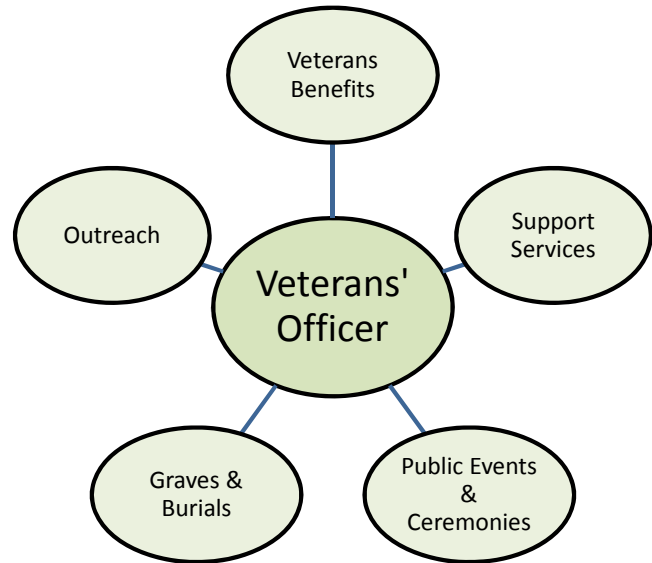 Veterans
Benefits
Outreach
Support
Services
Veterans'
Officer
Graves &
Burials
Public Events
&
Ceremonies